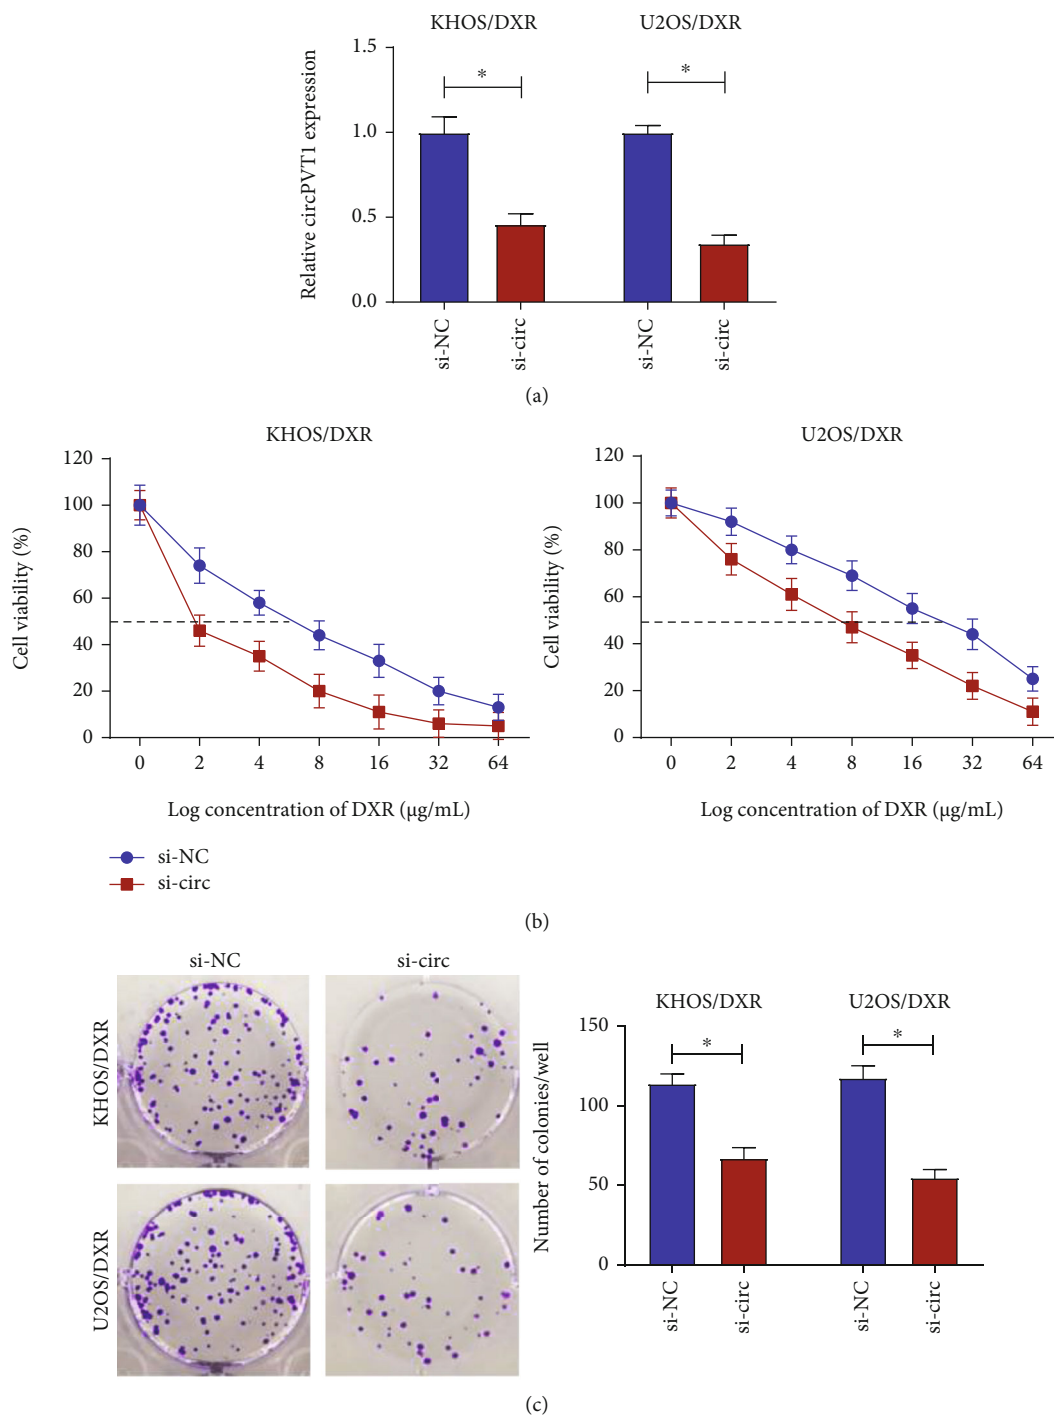 KHOS/DXR
U2OS/DXR
Relative circPVT1 expression
1.5
1.0
0.5
0.0
*
*
si-NC
si-circ
si-NC
si-circ
(a)
KHOS/DXR
Cell viability (%)
120
100
80
60
40
20
0
0 2 4 8 16 32 64
Log concentration of DXR (μg/mL)
U2OS/DXR
Cell viability (%)
120
100
80
60
40
20
0
0 2 4 8 16 32 64
Log concentration of DXR (μg/mL)
si-NC
si-circ
(b)
si-NC
si-circ
KHOS/DXR
U2OS/DXR
KHOS/DXR
U2OS/DXR
Number of colonies/well
150
100
50
0
*
*
si-NC
si-circ
si-NC
si-circ
(c)